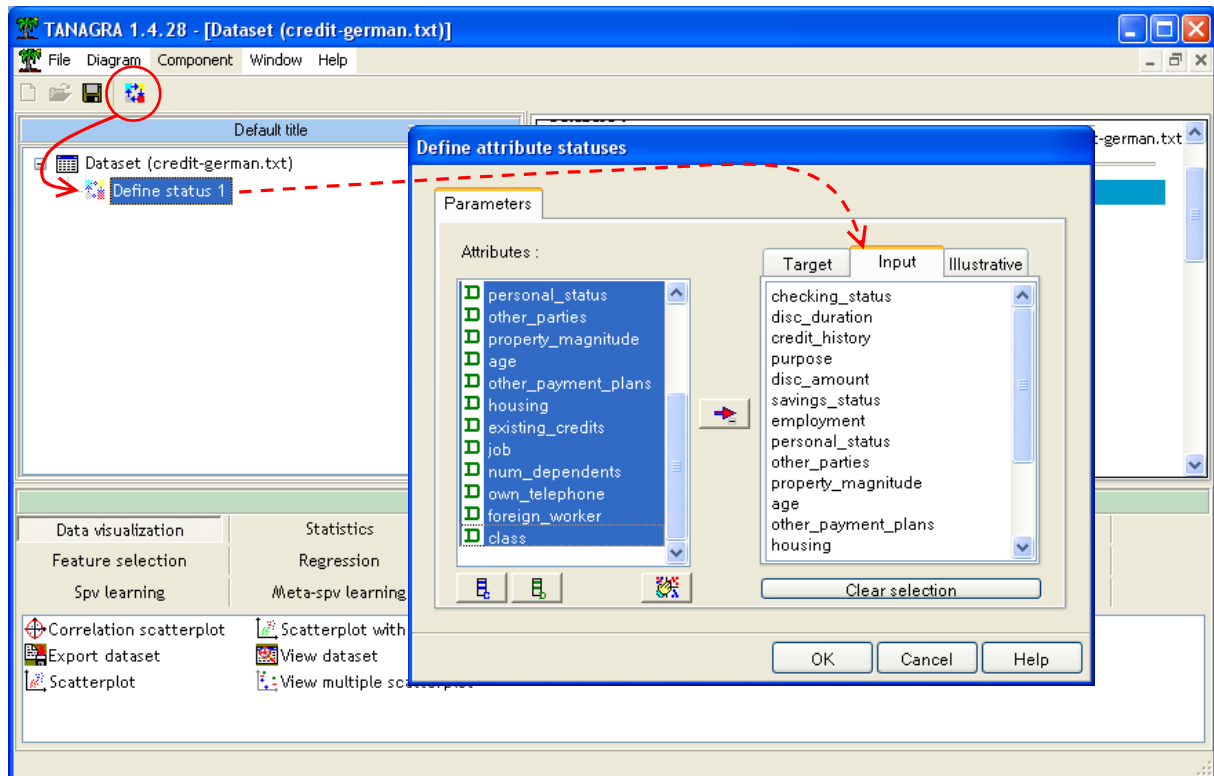 TANAGRA 1.4.28 - [Dataset (credit-german.txt)]
File Diagram Component Window Help
Default title
Dataset (credit-german.txt)
Define status 1
-german.txt
Define attribute statuses
Parameters
Attributes :
personal_status
other_parties
property_magnitude
age
other_payment_plans
housing
existing_credits
job
num_dependents
own_telephone
foreign_worker
class
Target Input Illustrative
checking_status
disc_duration
credit_history
purpose
disc_amount
savings_status
employment
personal_status
other_parties
property_magnitude
age
other_payment_plans
housing
Clear selection
OK Cancel Help
Data visualization Statistics
Feature selection Regression
Spv learning Meta-spv learning
Correlation scatterplot Scatterplot with
Export dataset View dataset
Scatterplot View multiple scatterplot